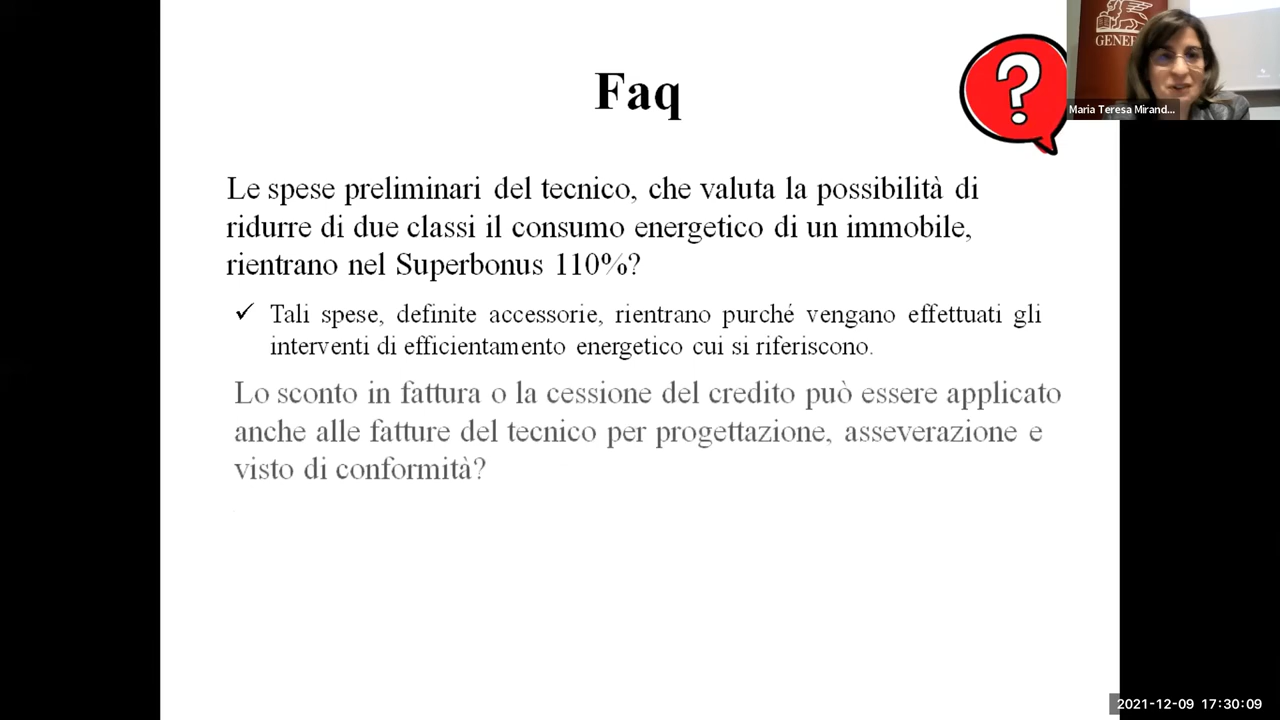 Faq
GENER
Maria Teresa Mirand...
Le spese preliminari del tecnico, che valuta la possibilità di
ridurre di due classi il consumo energetico di un immobile,
rientrano nel Superbonus 110%?
✓ Tali spese, definite accessorie, rientrano purché vengano effettuati gli
interventi di efficientamento energetico cui si riferiscono.
Lo sconto in fattura o la cessione del credito può essere applicato
anche alle fatture del tecnico per progettazione, asseverazione e
visto di conformità?
2021-12-09 17:30:09